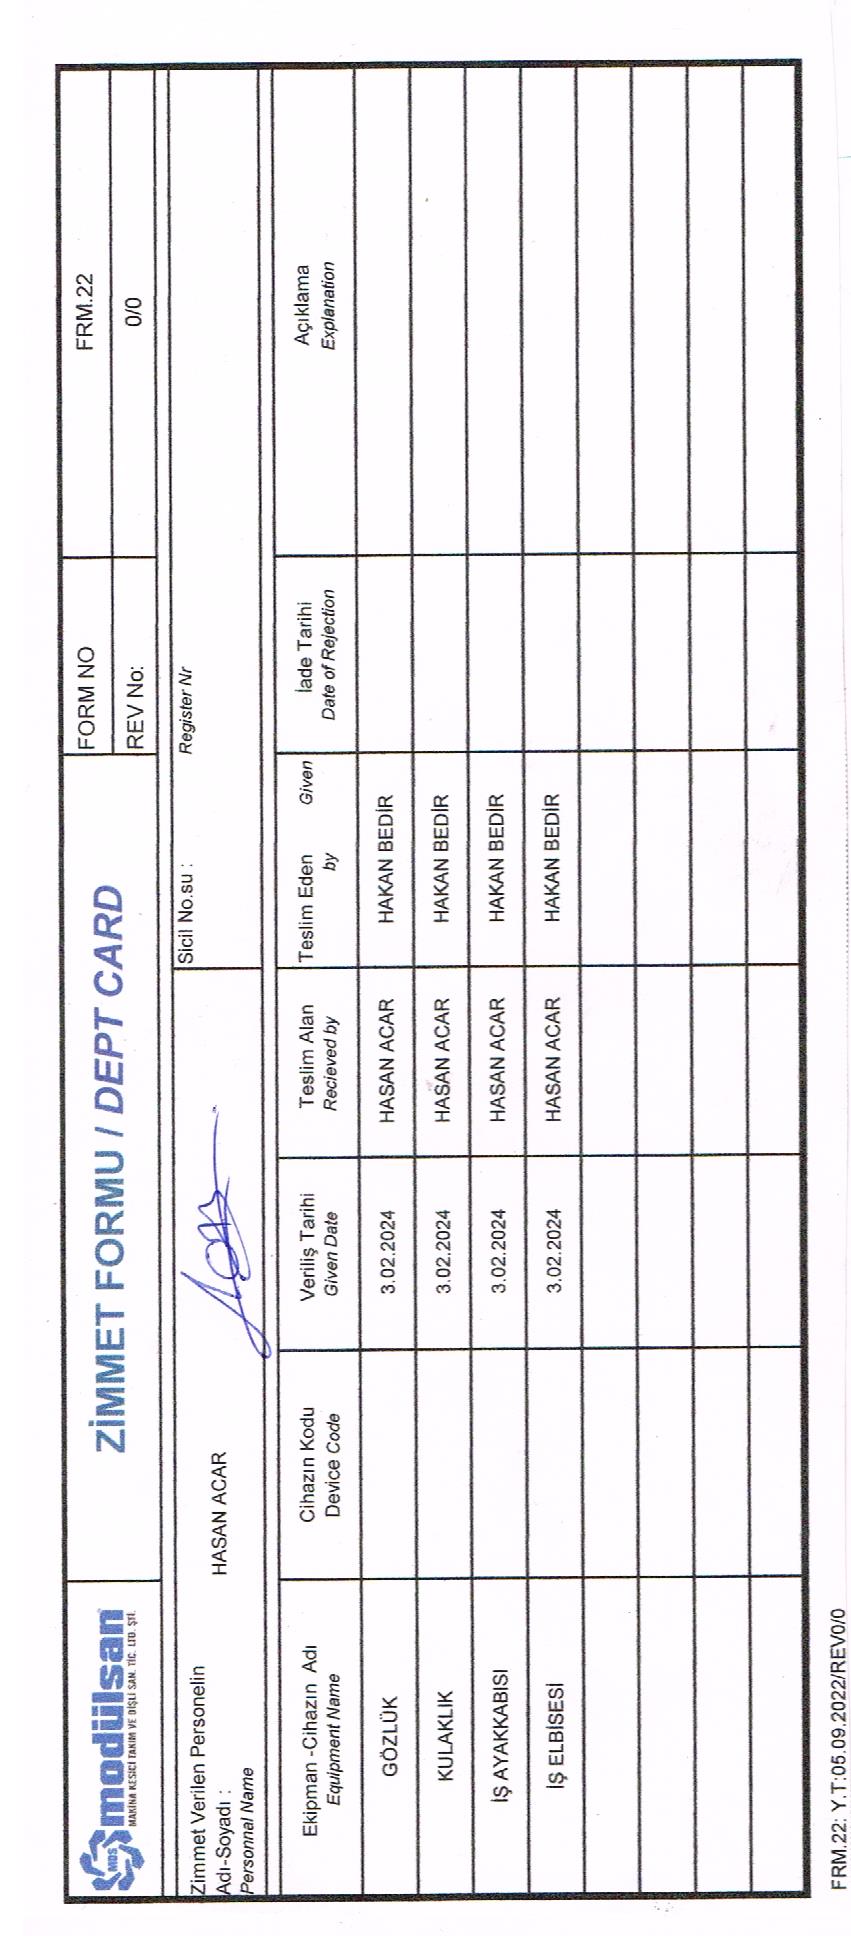 MDS
modülsan
MAKİNA KESİCİ TAKIM VE DİŞLİ SAN. TİC. LTD. ŞTİ.
ZİMMET FORMU / DEPT CARD
FORM NO
FRM.22
REV No:
0/0
Zimmet Verilen Personelin
Adı-Soyadı :
HASAN ACAR
Personnal Name
Sicil No.su :
Register Nr
Ekipman -Cihazın Adı
Equipment Name
Cihazın Kodu
Device Code
Veriliş Tarihi
Given Date
Teslim Alan
Recieved by
Teslim Eden Given
by
İade Tarihi
Date of Rejection
Açıklama
Explanation
GÖZLÜK 3.02.2024 HASAN ACAR HAKAN BEDİR
KULAKLIK 3.02.2024 HASAN ACAR HAKAN BEDİR
İŞ AYAKKABISI 3.02.2024 HASAN ACAR HAKAN BEDİR
İŞ ELBİSESİ 3.02.2024 HASAN ACAR HAKAN BEDİR
FRM.22: Y.T:05.09.2022/REV0/0